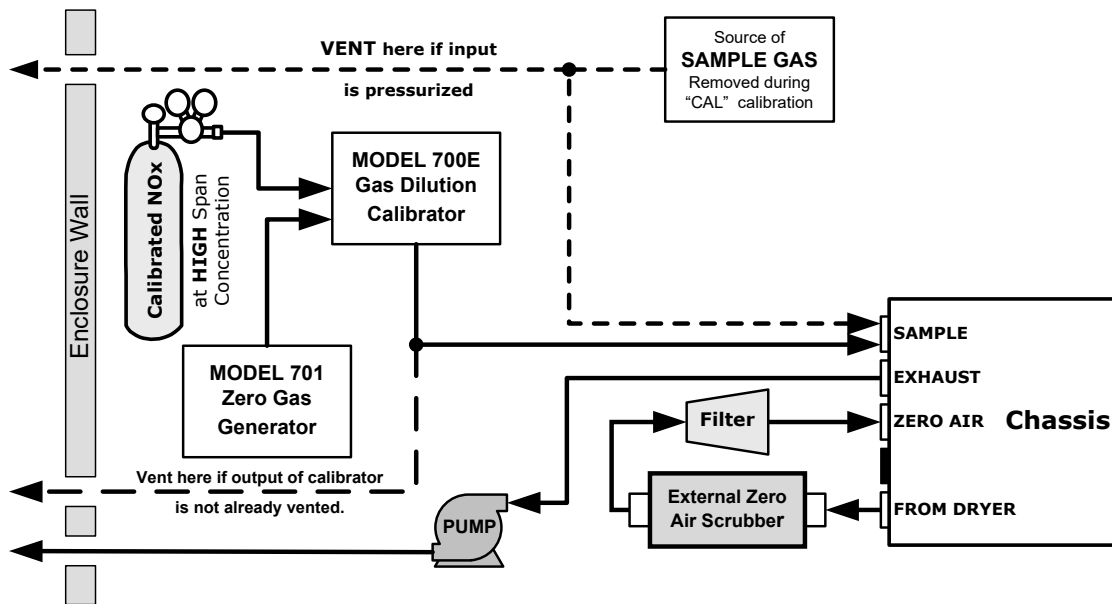 VENT here if input
is pressurized
Source of
SAMPLE GAS
Removed during
“CAL” calibration
Enclosure Wall
Calibrated NOx
at HIGH Span
Concentration
MODEL 700E
Gas Dilution
Calibrator
MODEL 701
Zero Gas
Generator
Vent here if output of calibrator
is not already vented.
PUMP
Filter
External Zero
Air Scrubber
SAMPLE
EXHAUST
ZERO AIR
Chassis
FROM DRYER